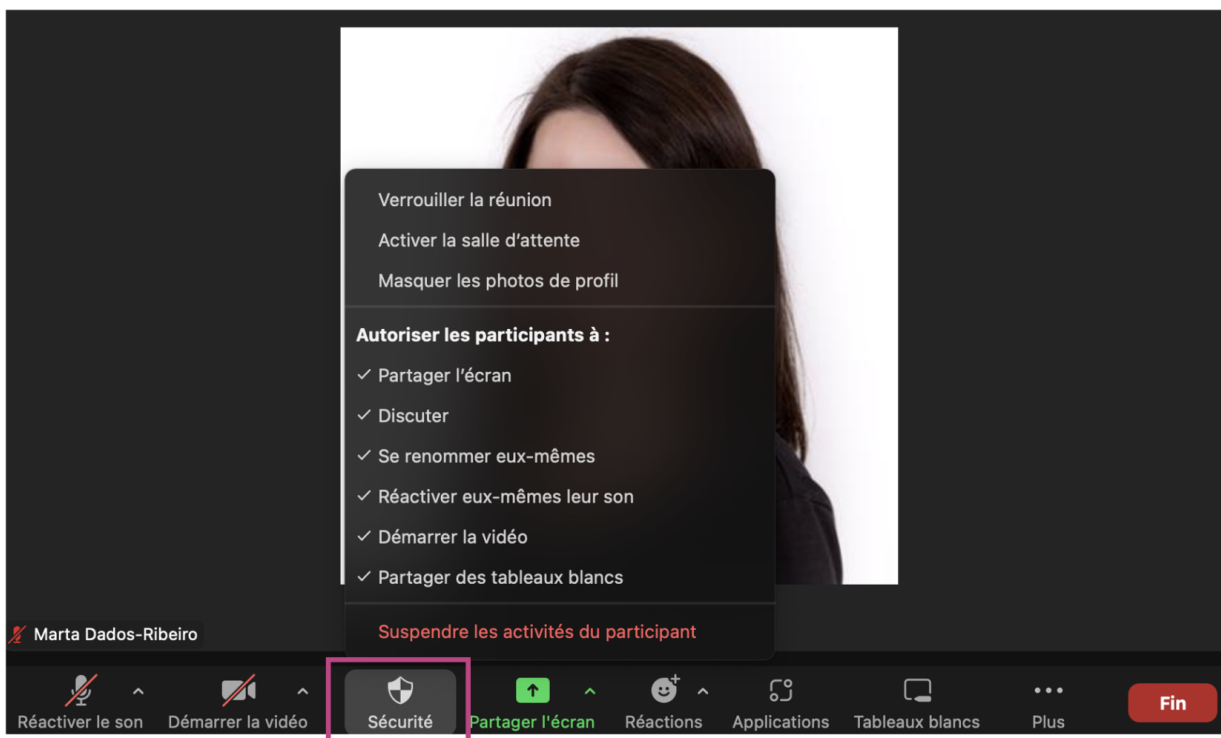 Verrouiller la réunion
Activer la salle d’attente
Masquer les photos de profil
Autoriser les participants à :
Partager l’écran
Discuter
Se renommer eux-mêmes
Réactiver eux-mêmes leur son
Démarrer la vidéo
Partager des tableaux blancs
Suspendre les activités du participant
Marta Dados-Ribeiro
Réactiver le son Démarrer la vidéo Sécurité Partager l'écran Réactions Applications Tableaux blancs Plus Fin